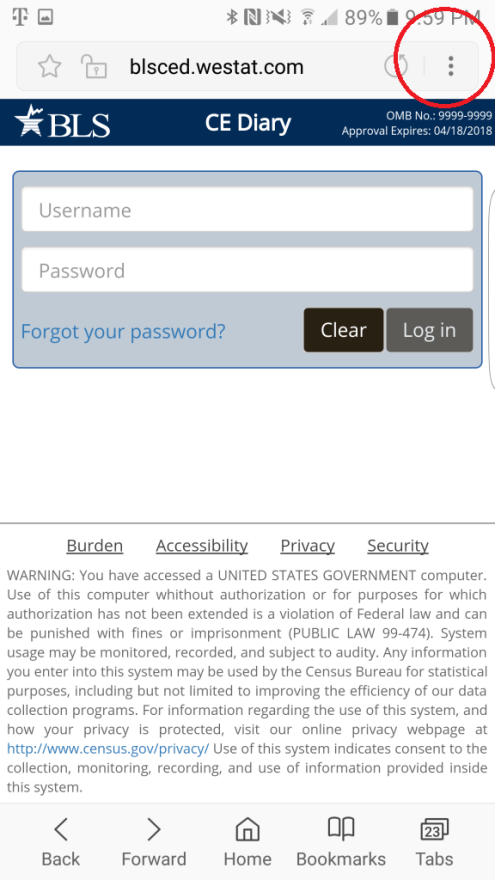 89% 9:59 PM
blsced.westat.com
BLS CE Diary OMB No.: 9999-9999
Approval Expires: 04/18/2018
Username
Password
Forgot your password? Clear Log in
Burden Accessibility Privacy Security
WARNING: You have accessed a UNITED STATES GOVERNMENT computer.
Use of this computer whithout authorization or for purposes for which
authorization has not been extended is a violation of Federal law and can
be punished with fines or imprisonment (PUBLIC LAW 99-474). System
usage may be monitored, recorded, and subject to audity. Any information
you enter into this system may be used by the Census Bureau for statistical
purposes, including but not limited to improving the efficiency of our data
collection programs. For information regarding the use of this system, and
how your privacy is protected, visit our online privacy webpage at
http://www.census.gov/privacy/ Use of this system indicates consent to the
collection, monitoring, recording, and use of information provided inside
this system.
23
Back Forward Home Bookmarks Tabs